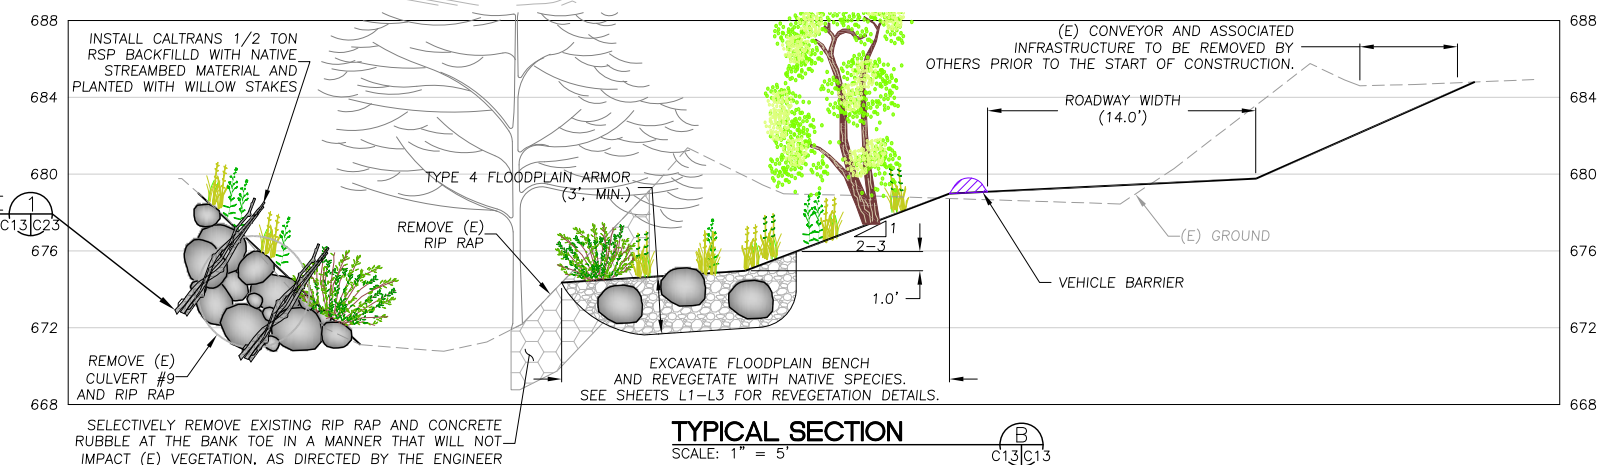 688
684
680
676
672
668
688
684
680
676
672
668
INSTALL CALTRANS 1/2 TON
RSP BACKFILLD WITH NATIVE
STREAMBED MATERIAL AND
PLANTED WITH WILLOW STAKES
(E) CONVEYOR AND ASSOCIATED
INFRASTRUCTURE TO BE REMOVED BY
OTHERS PRIOR TO THE START OF CONSTRUCTION.
ROADWAY WIDTH
(14.0')
TYPE 4 FLOODPLAIN ARMOR
(3', MIN.)
1
C13 C23
REMOVE (E)
RIP RAP
1
2-3
(E) GROUND
VEHICLE BARRIER
1.0'
REMOVE (E)
CULVERT #9
AND RIP RAP
EXCAVATE FLOODPLAIN BENCH
AND REVEGETATE WITH NATIVE SPECIES.
SEE SHEETS L1-L3 FOR REVEGETATION DETAILS.
SELECTIVELY REMOVE EXISTING RIP RAP AND CONCRETE
RUBBLE AT THE BANK TOE IN A MANNER THAT WILL NOT
IMPACT (E) VEGETATION, AS DIRECTED BY THE ENGINEER
TYPICAL SECTION
SCALE: 1" = 5'
B
C13 C13